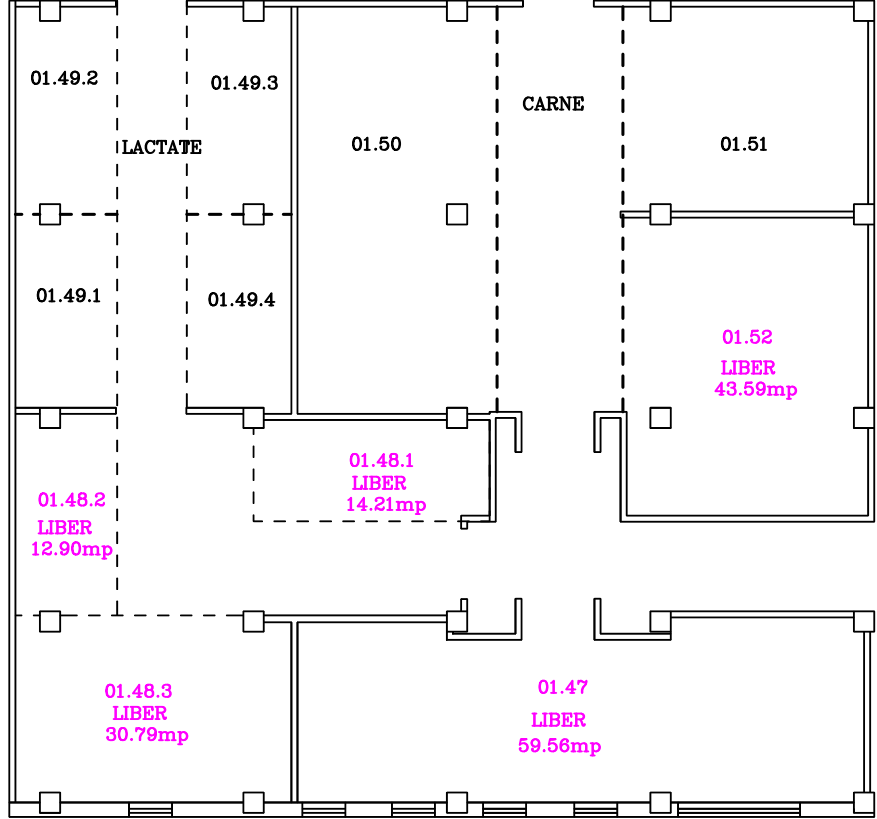 01.49.2
01.49.3
CARNE
LACTATE
01.50
01.51
01.49.1
01.49.4
01.52
LIBER
43.59mp
01.48.1
LIBER
14.21mp
01.48.2
LIBER
12.90mp
01.48.3
LIBER
30.79mp
01.47
LIBER
59.56mp